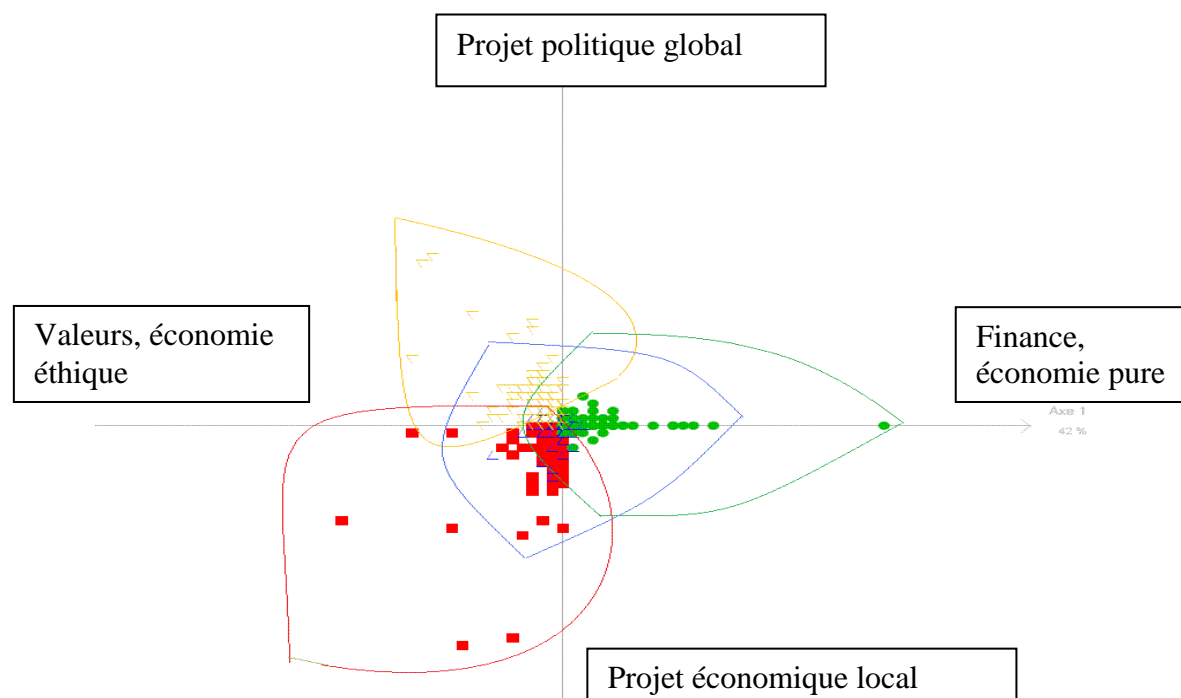 Projet politique global
Valeurs, économie
éthique
Finance,
économie pure
Axe 1
42 %
Projet économique local